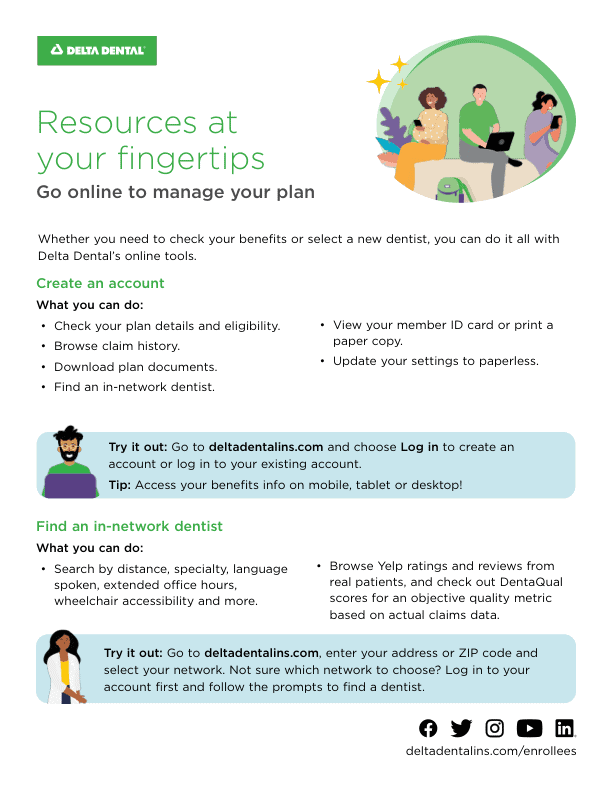 DELTA DENTAL
Resources at
your fingertips
Go online to manage your plan
Whether you need to check your benefits or select a new dentist, you can do it all with
Delta Dental's online tools.
Create an account
What you can do:
• Check your plan details and eligibility.
• Browse claim history.
• Download plan documents.
• Find an in-network dentist.
• View your member ID card or print a
paper copy.
• Update your settings to paperless.
Try it out: Go to deltadentalins.com and choose Log in to create an
account or log in to your existing account.
Tip: Access your benefits info on mobile, tablet or desktop!
Find an in-network dentist
What you can do:
• Search by distance, specialty, language
spoken, extended office hours,
wheelchair accessibility and more.
• Browse Yelp ratings and reviews from
real patients, and check out DentaQual
scores for an objective quality metric
based on actual claims data.
Try it out: Go to deltadentalins.com, enter your address or ZIP code and
select your network. Not sure which network to choose? Log in to your
account first and follow the prompts to find a dentist.
deltadentalins.com/enrollees